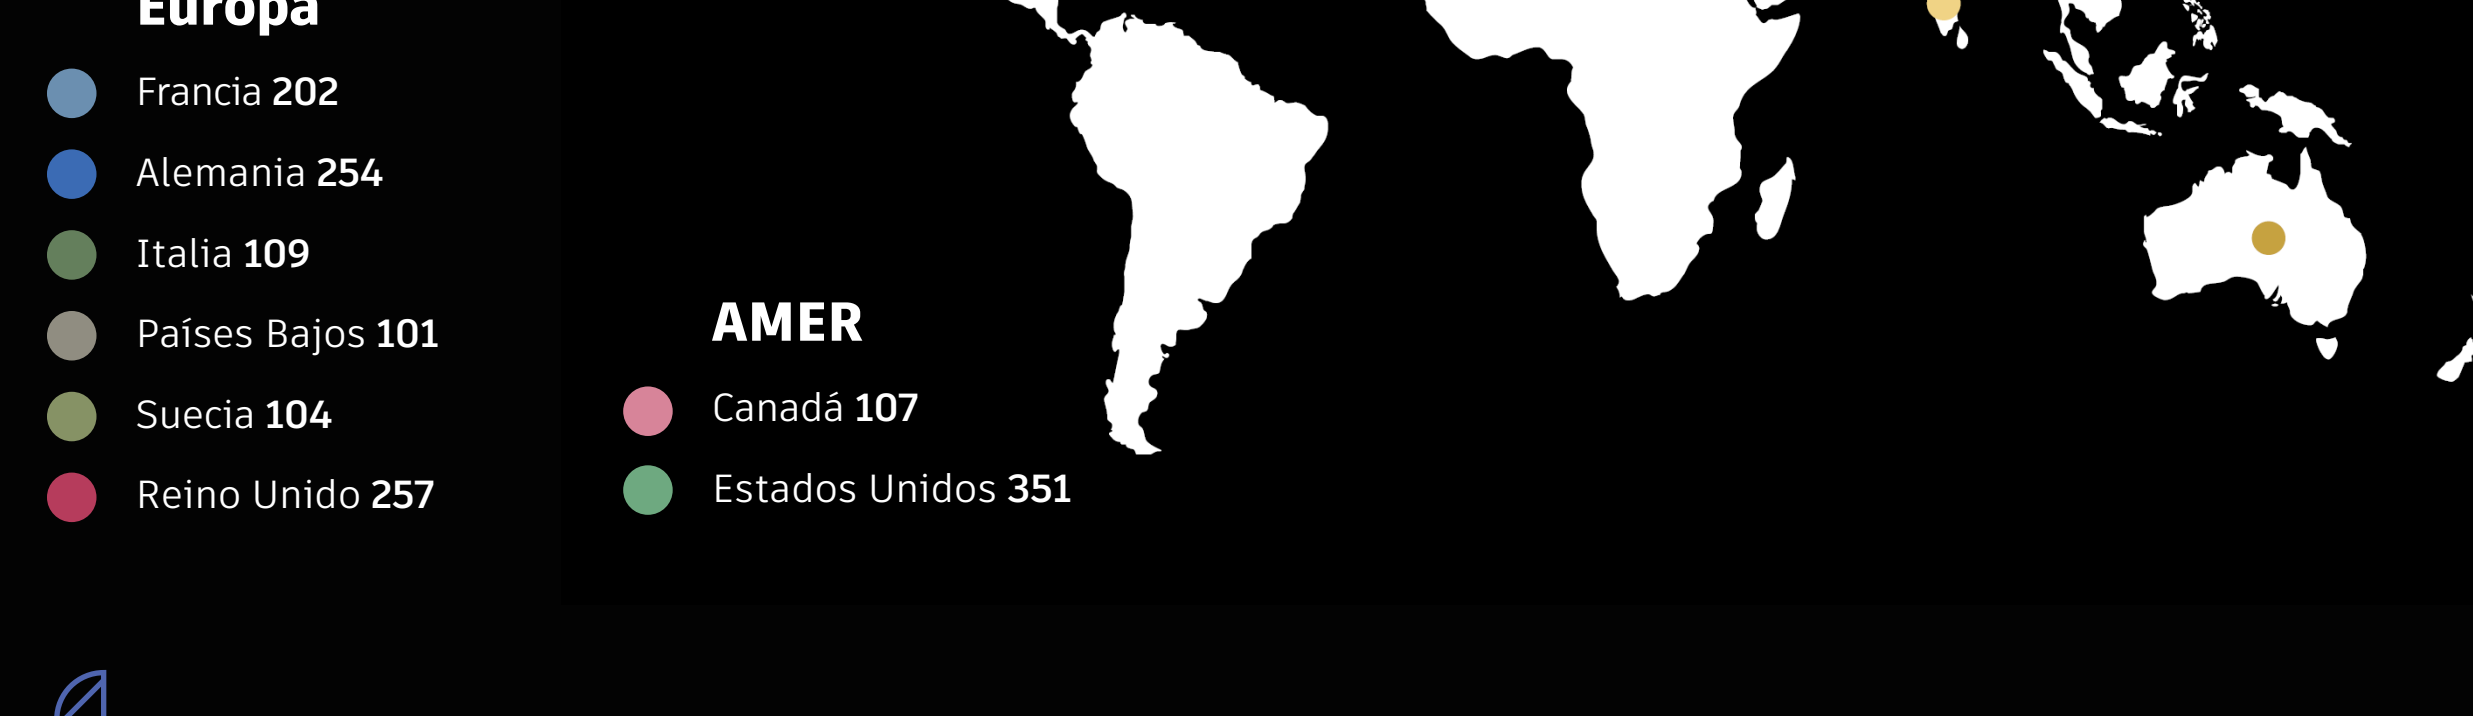 Europa
Francia 202
Alemania 254
Italia 109
Países Bajos 101
Suecia 104
Reino Unido 257
AMER
Canadá 107
Estados Unidos 351